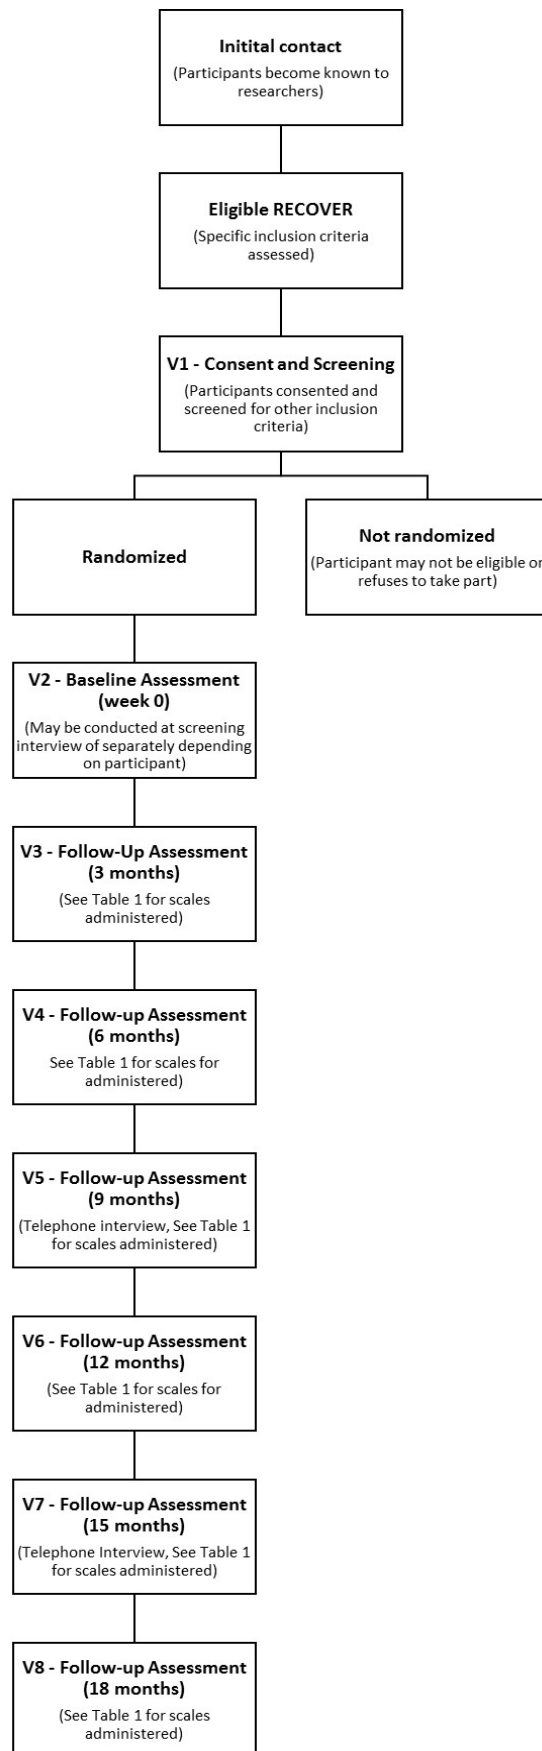 Initital contact
(Participants become known to
researchers)
Eligible RECOVER
(Specific inclusion criteria
assessed)
V1 - Consent and Screening
(Participants consented and
screened for other inclusion
criteria)
Randomized
Not randomized
(Participant may not be eligible or
refuses to take part)
V2 - Baseline Assessment
(week 0)
(May be conducted at screening
interview of separately depending
on participant)
V3 - Follow-Up Assessment
(3 months)
(See Table 1 for scales
administered)
V4 - Follow-up Assessment
(6 months)
See Table 1 for scales for
administered)
V5 - Follow-up Assessment
(9 months)
(Telephone interview, See Table 1
for scales administered)
V6 - Follow-up Assessment
(12 months)
(See Table 1 for scales for
administered)
V7 - Follow-up Assessment
(15 months)
(Telephone Interview, See Table 1
for scales administered)
V8 - Follow-up Assessment
(18 months)
(See Table 1 for scales
administered)